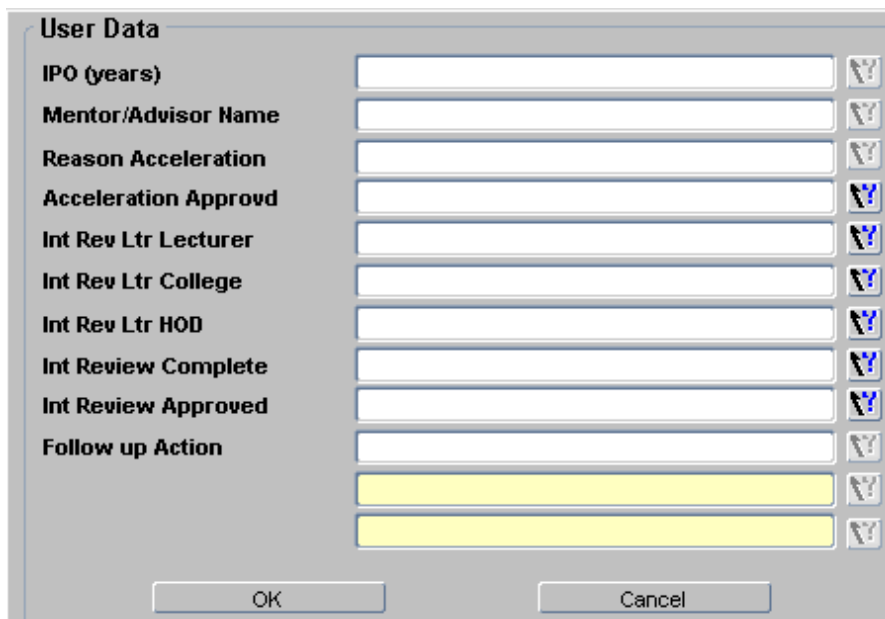 User Data
IPO (years)
Mentor/Advisor Name
Reason Acceleration
Acceleration Approvd
Int Rev Ltr Lecturer
Int Rev Ltr College
Int Rev Ltr HOD
Int Review Complete
Int Review Approved
Follow up Action
OK Cancel